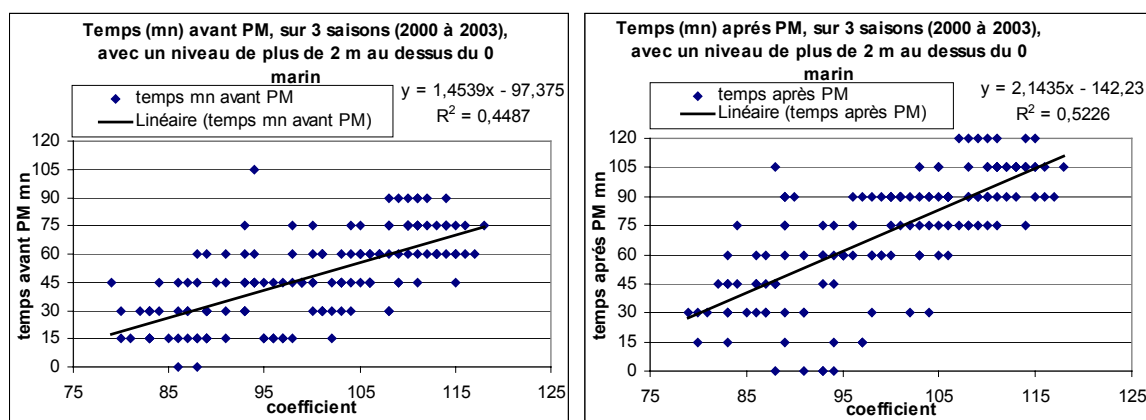 Temps (mn) avant PM, sur 3 saisons (2000 à 2003),
avec un niveau de plus de 2 m au dessus du 0
marin
temps mn avant PM
Linéaire (temps mn avant PM)
y = 1,4539x - 97,375
R² = 0,4487
temps avant PM mn
120
105
90
75
60
45
30
15
0
75 85 95 105 115 125
coefficient
Temps (mn) aprés PM, sur 3 saisons (2000 à 2003),
avec un niveau de plus de 2 m au dessus du 0
marin
temps après PM
Linéaire (temps après PM)
y = 2,1435x - 142,23
R² = 0,5226
temps aprés PM mn
120
105
90
75
60
45
30
15
0
75 85 95 105 115 125
coefficient